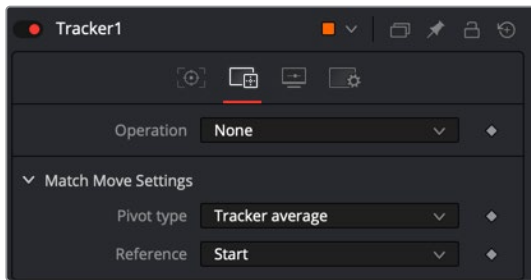 Tracker1
Operation None
Match Move Settings
Pivot type Tracker average
Reference Start